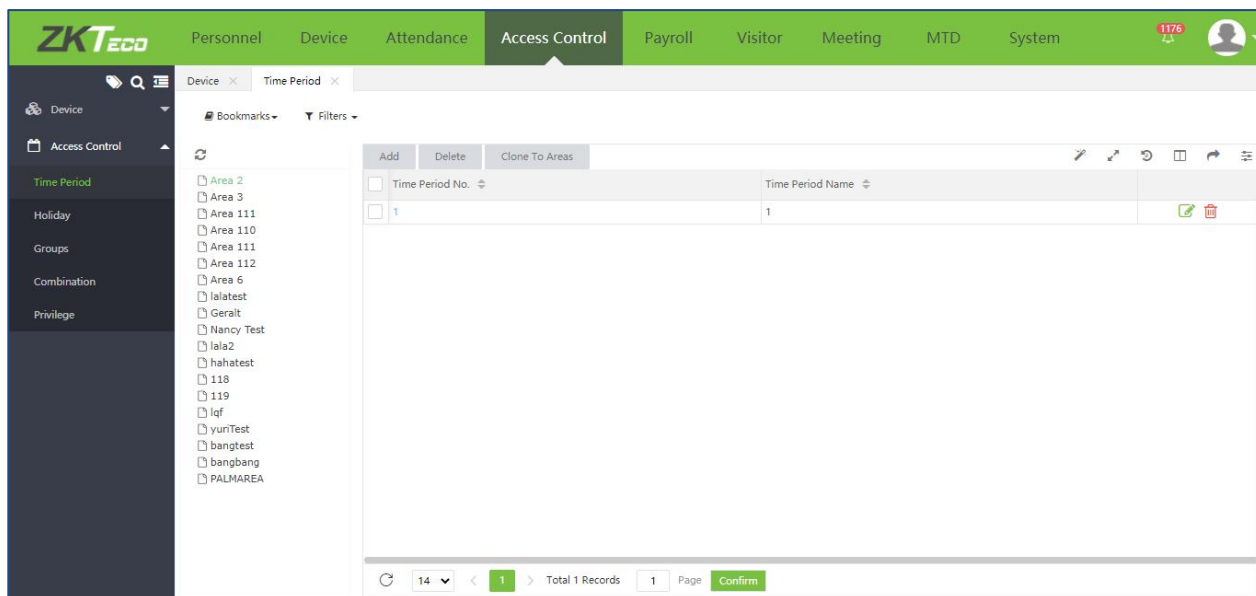 ZKTeco
Personnel Device Attendance Access Control Payroll Visitor Meeting MTD System 1176
Device Time Period
Device
Bookmarks Filters
Access Control
Add Delete Clone To Areas
Time Period
Holiday
Groups
Combination
Privilege
Area 2
Area 3
Area 111
Area 110
Area 111
Area 112
Area 6
lalatest
Geralt
Nancy Test
lala2
hahatest
118
119
lqf
yuriTest
bangtest
bangbang
PALMAREA
Time Period No. Time Period Name
1 1
14 1 Total 1 Records 1 Page Confirm